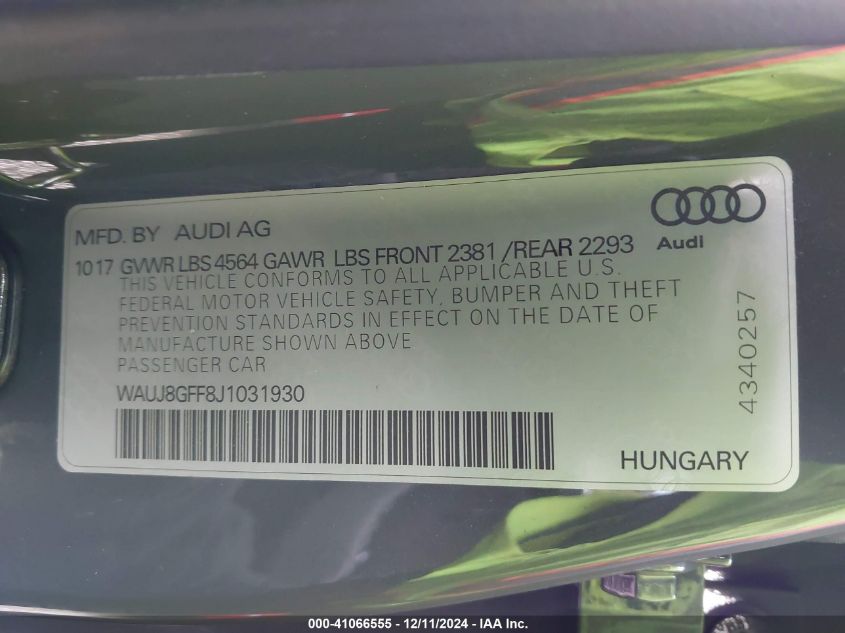 MFD. BY AUDI AG
10 17 GVWR LBS 4564 GAWR LBS FRONT 2381 /REAR 2293
THIS VEHICLE CONFORMS TO ALL APPLICABLE U.S.
FEDERAL MOTOR VEHICLE SAFETY, BUMPER AND THEFT
PREVENTION STANDARDS IN EFFECT ON THE DATE OF
MANUFACTURE SHOWN ABOVE
PASSENGER CAR
WAUJ8GFF8J1031930
Audi
4340257
HUNGARY
000-41066555 - 12/11/2024 - IAA Inc.